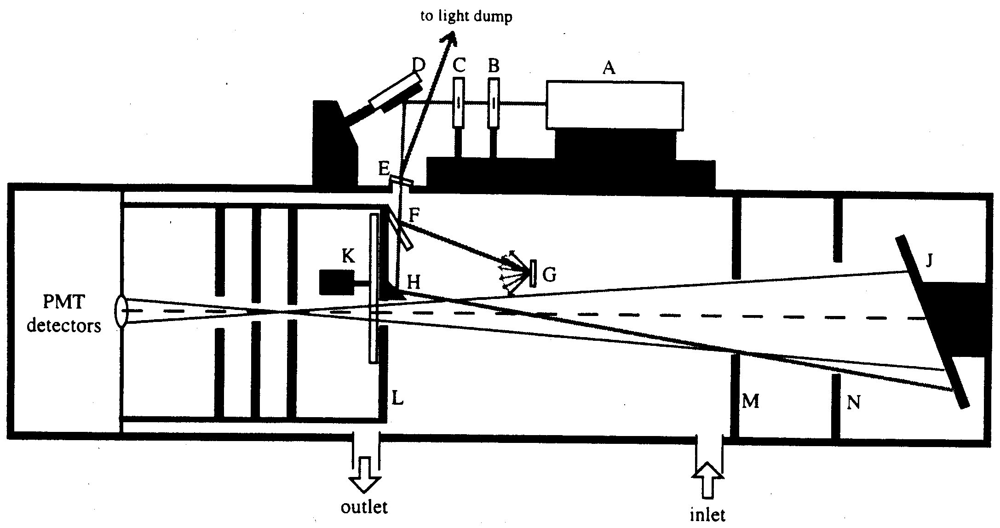 to light dump
D
C
B
A
E
F
K
G
J
H
PMT
detectors
L
M
N
outlet
inlet